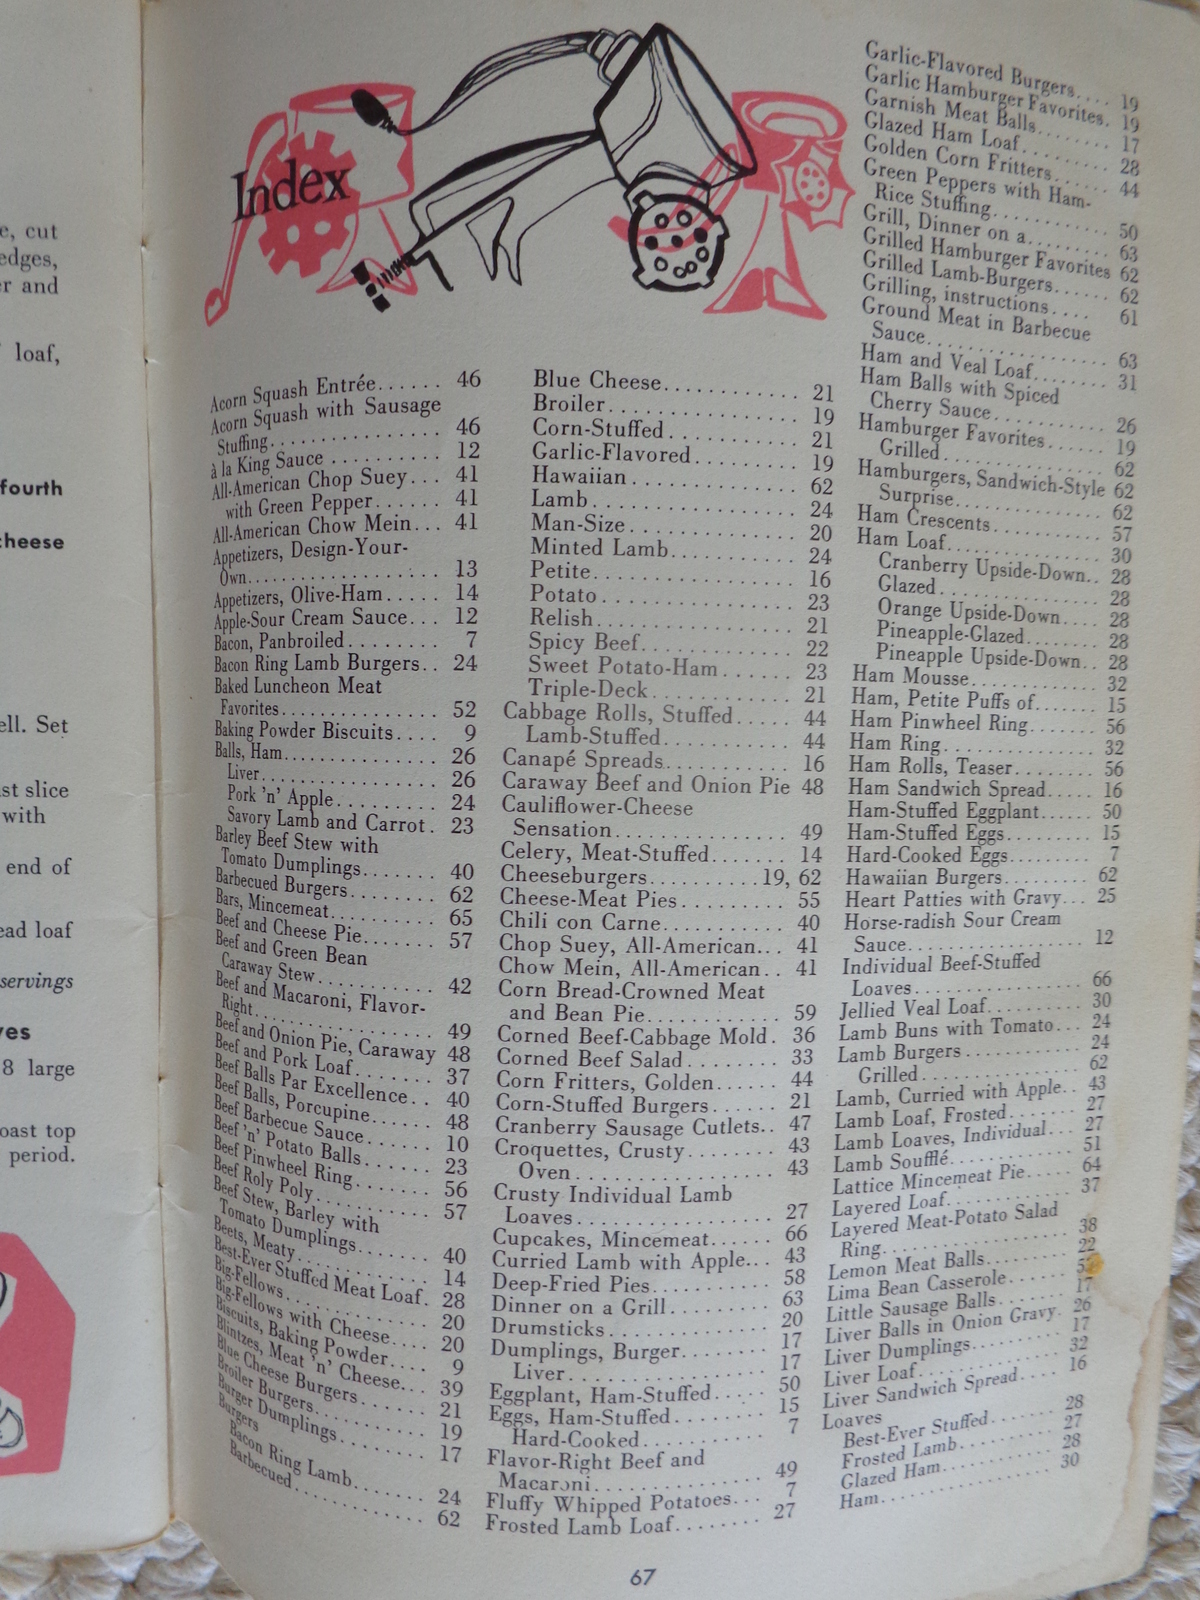 e, cut
edges,
er and
loaf,
fourth
cheese
ell. Set
st slice
with
end of
ead loaf
servings
ves
8 large
oast top
period.
Index
Acorn Squash Entrée...... 46
Acorn Squash with Sausage
Stuffing................ 46
à la King Sauce .......... 12
All-American Chop Suey... 41
with Green Pepper...... 41
All-American Chow Mein... 41
Appetizers, Design-Your-
Own.................... 13
Appetizers, Olive-Ham..... 14
Apple-Sour Cream Sauce... 12
Bacon, Panbroiled........ 7
Bacon Ring Lamb Burgers.. 24
Baked Luncheon Meat
Favorites.............. 52
Baking Powder Biscuits.... 9
Balls, Ham............... 26
Liver.................. 26
Pork 'n' Apple......... 24
Savory Lamb and Carrot. 23
Barley Beef Stew with
Tomato Dumplings....... 40
Barbecued Burgers........ 62
Bars, Mincemeat.......... 65
Beef and Cheese Pie...... 57
Beef and Green Bean
Caraway Stew........... 42
Beef and Macaroni, Flavor-
Right.................. 49
Beef and Onion Pie, Caraway 48
Beef and Pork Loaf....... 37
Beef Balls Par Excellence.. 40
Beef Balls, Porcupine..... 48
Beef Barbecue Sauce...... 10
Beef 'n' Potato Balls...... 23
Beef Pinwheel Ring....... 56
Beef Roly Poly........... 57
Beef Stew, Barley with
Tomato Dumplings....... 40
Beets, Meaty............. 14
Best-Ever Stuffed Meat Loaf. 28
Big-Fellows.............. 20
Big-Fellows with Cheese... 20
Biscuits, Baking Powder... 9
Blintzes, Meat 'n' Cheese... 39
Blue Cheese Burgers...... 21
Broiler Burgers........... 19
Burger Dumplings........ 17
Burgers
Bacon Ring Lamb....... 24
Barbecued.............. 62
Blue Cheese............ 21
Broiler................. 19
Corn-Stuffed........... 21
Garlic-Flavored......... 19
Hawaiian............... 62
Lamb................... 24
Man-Size............... 20
Minted Lamb........... 24
Petite.................. 16
Potato................. 23
Relish.................. 21
Spicy Beef.............. 22
Sweet Potato-Ham....... 23
Triple-Deck............. 21
Cabbage Rolls, Stuffed..... 44
Lamb-Stuffed........... 44
Canapé Spreads........... 16
Caraway Beef and Onion Pie 48
Cauliflower-Cheese
Sensation.............. 49
Celery, Meat-Stuffed....... 14
Cheeseburgers..........19, 62
Cheese-Meat Pies......... 55
Chili con Carne........... 40
Chop Suey, All-American... 41
Chow Mein, All-American.. 41
Corn Bread-Crowned Meat
and Bean Pie........... 59
Corned Beef-Cabbage Mold. 36
Corned Beef Salad........ 33
Corn Fritters, Golden...... 44
Corn-Stuffed Burgers...... 21
Cranberry Sausage Cutlets.. 47
Croquettes, Crusty........ 43
Oven................... 43
Crusty Individual Lamb
Loaves................. 27
Cupcakes, Mincemeat...... 66
Curried Lamb with Apple... 43
Deep-Fried Pies........... 58
Dinner on a Grill......... 63
Drumsticks............... 20
Dumplings, Burger........ 17
Liver................... 17
Eggplant, Ham-Stuffed..... 50
Eggs, Ham-Stuffed........ 15
Hard-Cooked........... 7
Flavor-Right Beef and
Macaroni............... 49
Fluffy Whipped Potatoes... 7
Frosted Lamb Loaf........ 27
Garlic-Flavored Burgers.... 19
Garlic Hamburger Favorites. 19
Garnish Meat Balls........ 17
Glazed Ham Loaf......... 28
Golden Corn Fritters...... 44
Green Peppers with Ham-
Rice Stuffing........... 50
Grill, Dinner on a......... 63
Grilled Hamburger Favorites 62
Grilled Lamb-Burgers...... 62
Grilling, instructions.... 61
Ground Meat in Barbecue
Sauce.................. 63
Ham and Veal Loaf........ 31
Ham Balls with Spiced
Cherry Sauce........... 26
Hamburger Favorites...... 19
Grilled................. 62
Hamburgers, Sandwich-Style 62
Surprise................ 62
Ham Crescents........... 57
Ham Loaf................ 30
Cranberry Upside-Down.. 28
Glazed................. 28
Orange Upside-Down.... 28
Pineapple-Glazed....... 28
Pineapple Upside-Down.. 28
Ham Mousse............. 32
Ham, Petite Puffs of....... 15
Ham Pinwheel Ring....... 56
Ham Ring................ 32
Ham Rolls, Teaser........ 56
Ham Sandwich Spread..... 16
Ham-Stuffed Eggplant..... 50
Ham-Stuffed Eggs......... 15
Hard-Cooked Eggs........ 7
Hawaiian Burgers......... 62
Heart Patties with Gravy... 25
Horse-radish Sour Cream
Sauce.................. 12
Individual Beef-Stuffed
Loaves................. 66
Jellied Veal Loaf.......... 30
Lamb Buns with Tomato... 24
Lamb Burgers............ 24
Grilled................. 62
Lamb, Curried with Apple.. 43
Lamb Loaf, Frosted....... 27
Lamb Loaves, Individual... 27
Lamb Soufflé............. 51
Lattice Mincemeat Pie..... 64
Layered Loaf............. 37
Layered Meat-Potato Salad
Ring................... 38
Lemon Meat Balls......... 22
Lima Bean Casserole.......
Little Sausage Balls....... 17
Liver Balls in Onion Gravy. 26
Liver Dumplings.......... 17
Liver Loaf............... 32
Liver Sandwich Spread.... 16
Loaves
Best-Ever Stuffed....... 28
Frosted Lamb........... 27
Glazed Ham............. 28
Ham.................... 30
67